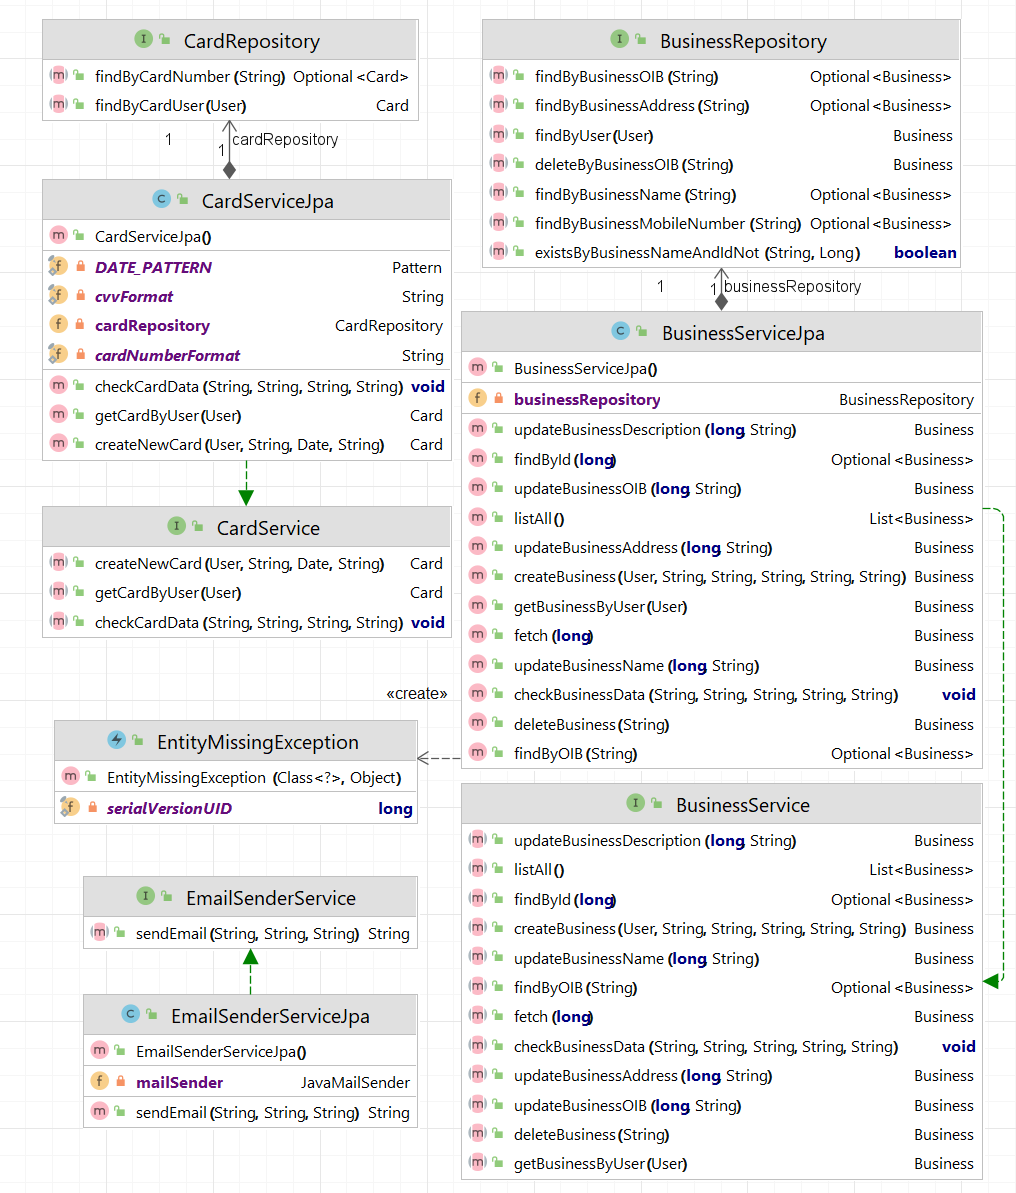 CardRepository
findByCardNumber (String) Optional <Card>
findByCardUser(User) Card
1
1
cardRepository
CardServiceJpa
CardServiceJpa()
DATE_PATTERN Pattern
cvvFormat String
cardRepository CardRepository
cardNumberFormat String
checkCardData (String, String, String, String) void
getCardByUser(User) Card
createNewCard (User, String, Date, String) Card
CardService
createNewCard (User, String, Date, String) Card
getCardByUser(User) Card
checkCardData (String, String, String, String) void
BusinessRepository
findByBusinessOIB (String) Optional <Business>
findByBusinessAddress (String) Optional <Business>
findByUser(User) Business
deleteByBusinessOIB (String) Business
findByBusinessName (String) Optional <Business>
findByBusinessMobileNumber (String) Optional <Business>
existsByBusinessNameAndIdNot (String, Long) boolean
1
1
businessRepository
BusinessServiceJpa
BusinessServiceJpa()
businessRepository BusinessRepository
updateBusinessDescription (long, String) Business
findById (long) Optional <Business>
updateBusinessOIB (long, String) Business
listAll() List<Business>
updateBusinessAddress (long, String) Business
createBusiness (User, String, String, String, String, String) Business
getBusinessByUser (User) Business
fetch (long) Business
updateBusinessName (long, String) Business
checkBusinessData (String, String, String, String, String) void
deleteBusiness (String) Business
findByOIB (String) Optional <Business>
«create»
EntityMissingException
EntityMissingException (Class<?>, Object)
serialVersionUID long
EmailSenderService
sendEmail (String, String, String) String
EmailSenderServiceJpa
EmailSenderServiceJpa()
mailSender JavaMailSender
sendEmail (String, String, String) String
BusinessService
updateBusinessDescription (long, String) Business
listAll() List<Business>
findById (long) Optional <Business>
createBusiness (User, String, String, String, String, String) Business
updateBusinessName (long, String) Business
findByOIB (String) Optional <Business>
fetch (long) Business
checkBusinessData (String, String, String, String, String) void
updateBusinessAddress (long, String) Business
updateBusinessOIB (long, String) Business
deleteBusiness (String) Business
getBusinessByUser (User) Business